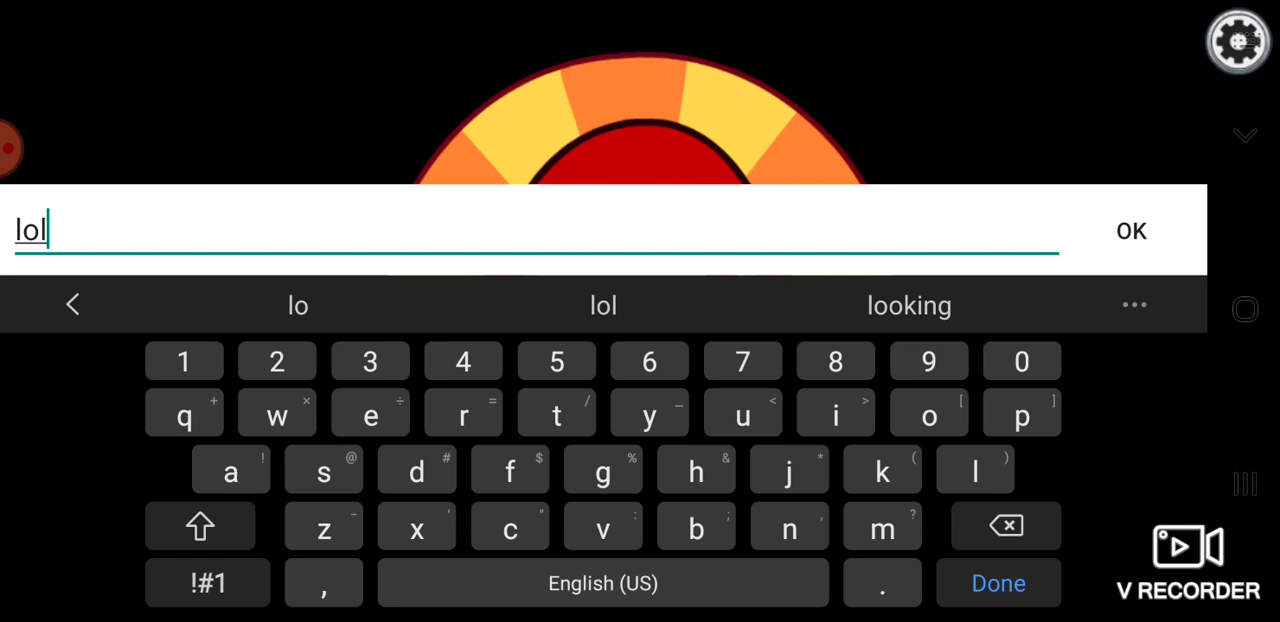 lol
OK
lo lol looking
1 2 3 4 5 6 7 8 9 0
q + w × e ÷ r = t / y _ u < i > o [ p ]
a ! s @ d # f $ g % h & j * k ( l )
z - x ' c " v : b ; n , m ?
!#1 , English (US) . Done
V RECORDER